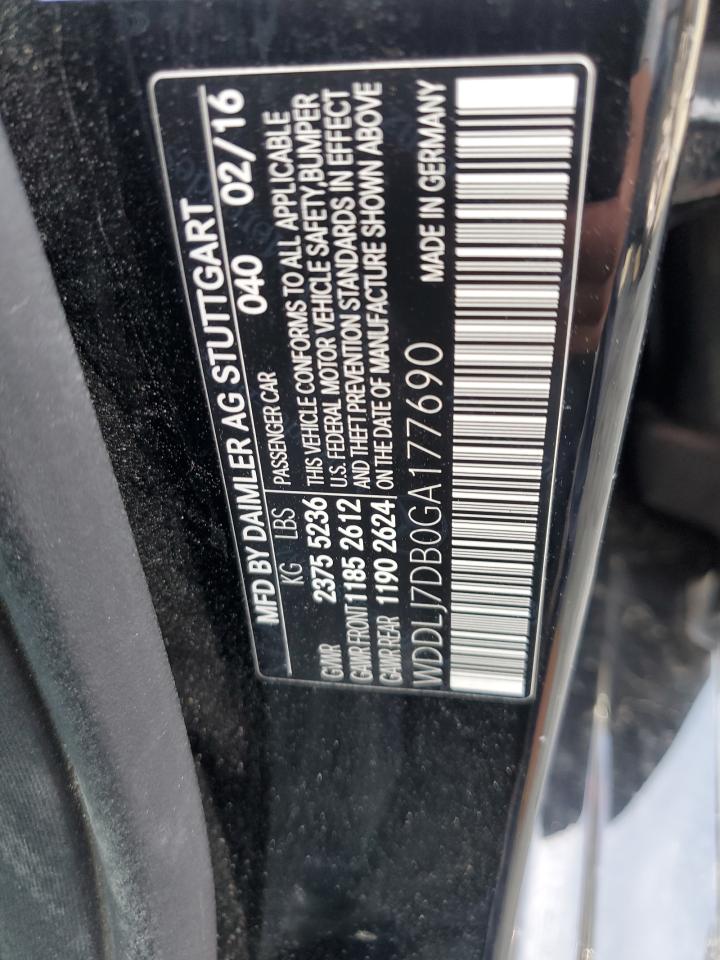 MFD BY DAIMLER AG STUTTGART
KG LBS PASSENGER CAR 040 02/16
GVWR 2375 5236 THIS VEHICLE CONFORMS TO ALL APPLICABLE
GAWR FRONT 1185 2612 U.S. FEDERAL MOTOR VEHICLE SAFETY,BUMPER
GAWR REAR 1190 2624 AND THEFT PREVENTION STANDARDS IN EFFECT
ON THE DATE OF MANUFACTURE SHOWN ABOVE
WDDLJ7DB0GA177690 MADE IN GERMANY